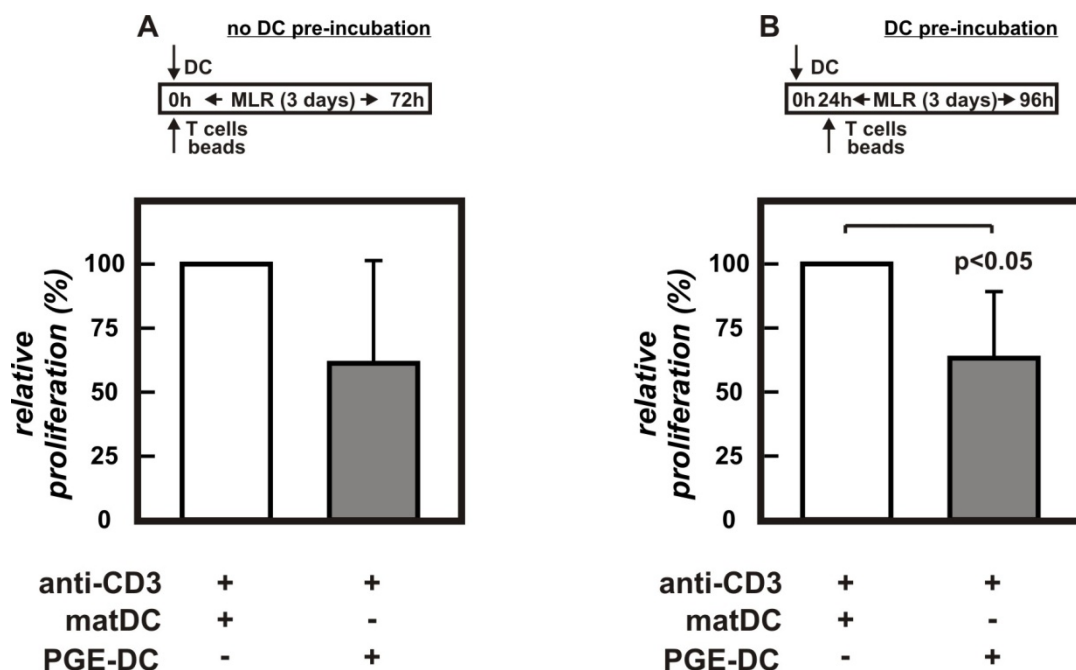 A
no DC pre-incubation
DC
0h MLR (3 days) 72h
T cells
beads
relative
proliferation (%)
100
75
50
25
0
anti-CD3 + +
matDC + -
PGE-DC - +
B
DC pre-incubation
DC
0h 24h MLR (3 days) 96h
T cells
beads
relative
proliferation (%)
100
75
50
25
0
p<0.05
anti-CD3 + +
matDC + -
PGE-DC - +